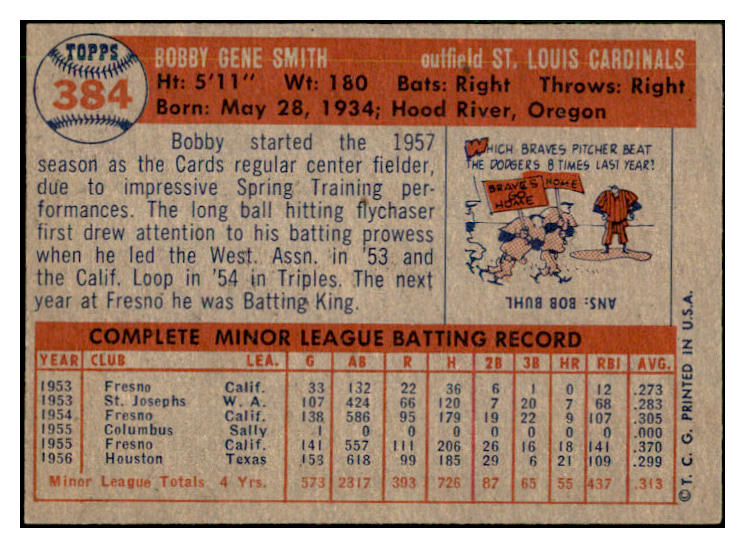 TOPPS
384
BOBBY GENE SMITH outfield ST. LOUIS CARDINALS
Ht: 5'11" Wt: 180 Bats: Right Throws: Right
Born: May 28, 1934; Hood River, Oregon
Bobby started the 1957
season as the Cards regular center fielder,
due to impressive Spring Training per-
formances. The long ball hitting flychaser
first drew attention to his batting prowess
when he led the West. Assn. in '53 and
the Calif. Loop in '54 in Triples. The next
year at Fresno he was Batting King.
WHICH BRAVES PITCHER BEAT
THE DODGERS 8 TIMES LAST YEAR?
BRAVES
GO
HOME
HOME
ANS: BOB BUHL
COMPLETE MINOR LEAGUE BATTING RECORD
YEAR CLUB LEA. G AB R H 2B 3B HR RBI AVG.
1953 Fresno Calif. 33 132 22 36 6 1 0 12 .273
1953 St. Josephs W. A. 107 424 66 120 7 20 7 68 .283
1954 Fresno Calif. 138 586 95 179 19 22 9 107 .305
1955 Columbus Sally 1 0 0 0 0 0 0 0 .000
1955 Fresno Calif. 141 557 111 206 26 16 18 141 .370
1956 Houston Texas 153 618 99 185 29 6 21 109 .299
Minor League Totals 4 Yrs. 573 2317 393 726 87 65 55 437 .313
© T. C. G. PRINTED IN U.S.A.